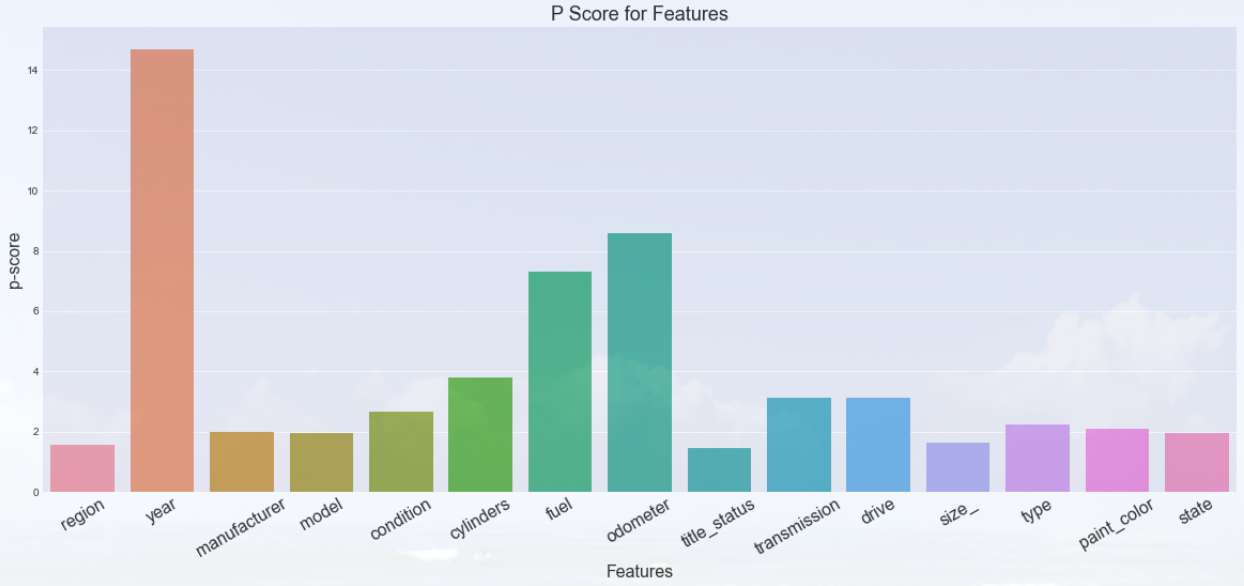 P Score for Features
p-score
14
12
10
8
6
4
2
0
region
year
manufacturer
model
condition
cylinders
fuel
odometer
title_status
transmission
drive
size_
type
paint_color
state
Features